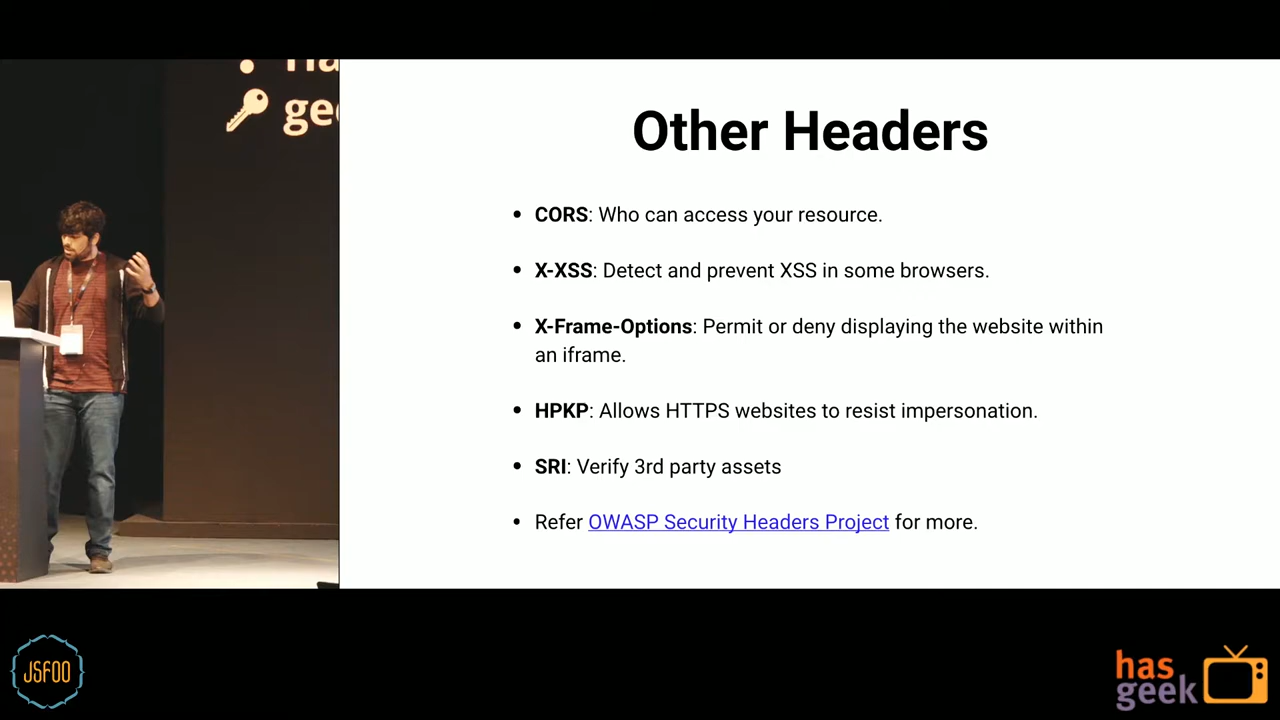 gee
Other Headers
• CORS: Who can access your resource.
• X-XSS: Detect and prevent XSS in some browsers.
• X-Frame-Options: Permit or deny displaying the website within
an iframe.
• HPKP: Allows HTTPS websites to resist impersonation.
• SRI: Verify 3rd party assets
• Refer OWASP Security Headers Project for more.
JSFOO
has
geek